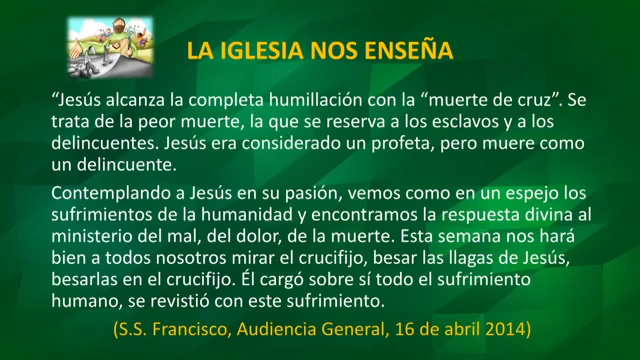 LA IGLESIA NOS ENSEÑA
“Jesús alcanza la completa humillación con la “muerte de cruz”. Se
trata de la peor muerte, la que se reserva a los esclavos y a los
delincuentes. Jesús era considerado un profeta, pero muere como
un delincuente.
Contemplando a Jesús en su pasión, vemos como en un espejo los
sufrimientos de la humanidad y encontramos la respuesta divina al
ministerio del mal, del dolor, de la muerte. Esta semana nos hará
bien a todos nosotros mirar el crucifijo, besar las llagas de Jesús,
besarlas en el crucifijo. Él cargó sobre sí todo el sufrimiento
humano, se revistió con este sufrimiento.
(S.S. Francisco, Audiencia General, 16 de abril 2014)